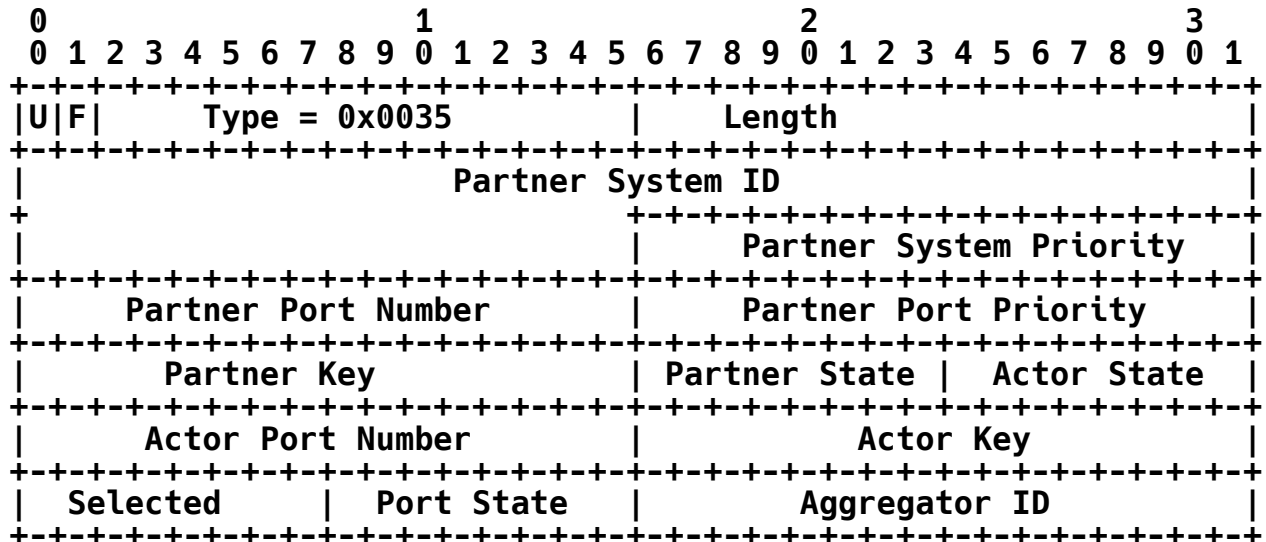 0                   1                   2                   3
 0 1 2 3 4 5 6 7 8 9 0 1 2 3 4 5 6 7 8 9 0 1 2 3 4 5 6 7 8 9 0 1
+-+-+-+-+-+-+-+-+-+-+-+-+-+-+-+-+-+-+-+-+-+-+-+-+-+-+-+-+-+-+-+-+
|U|F|     Type = 0x0035         |    Length                     |
+-+-+-+-+-+-+-+-+-+-+-+-+-+-+-+-+-+-+-+-+-+-+-+-+-+-+-+-+-+-+-+-+
|                      Partner System ID                        |
+                               +-+-+-+-+-+-+-+-+-+-+-+-+-+-+-+-+
|                               |     Partner System Priority   |
+-+-+-+-+-+-+-+-+-+-+-+-+-+-+-+-+-+-+-+-+-+-+-+-+-+-+-+-+-+-+-+-+
|     Partner Port Number       |     Partner Port Priority     |
+-+-+-+-+-+-+-+-+-+-+-+-+-+-+-+-+-+-+-+-+-+-+-+-+-+-+-+-+-+-+-+-+
|       Partner Key             | Partner State |  Actor State  |
+-+-+-+-+-+-+-+-+-+-+-+-+-+-+-+-+-+-+-+-+-+-+-+-+-+-+-+-+-+-+-+-+
|      Actor Port Number        |           Actor Key           |
+-+-+-+-+-+-+-+-+-+-+-+-+-+-+-+-+-+-+-+-+-+-+-+-+-+-+-+-+-+-+-+-+
|  Selected     |  Port State   |        Aggregator ID          |
+-+-+-+-+-+-+-+-+-+-+-+-+-+-+-+-+-+-+-+-+-+-+-+-+-+-+-+-+-+-+-+-+